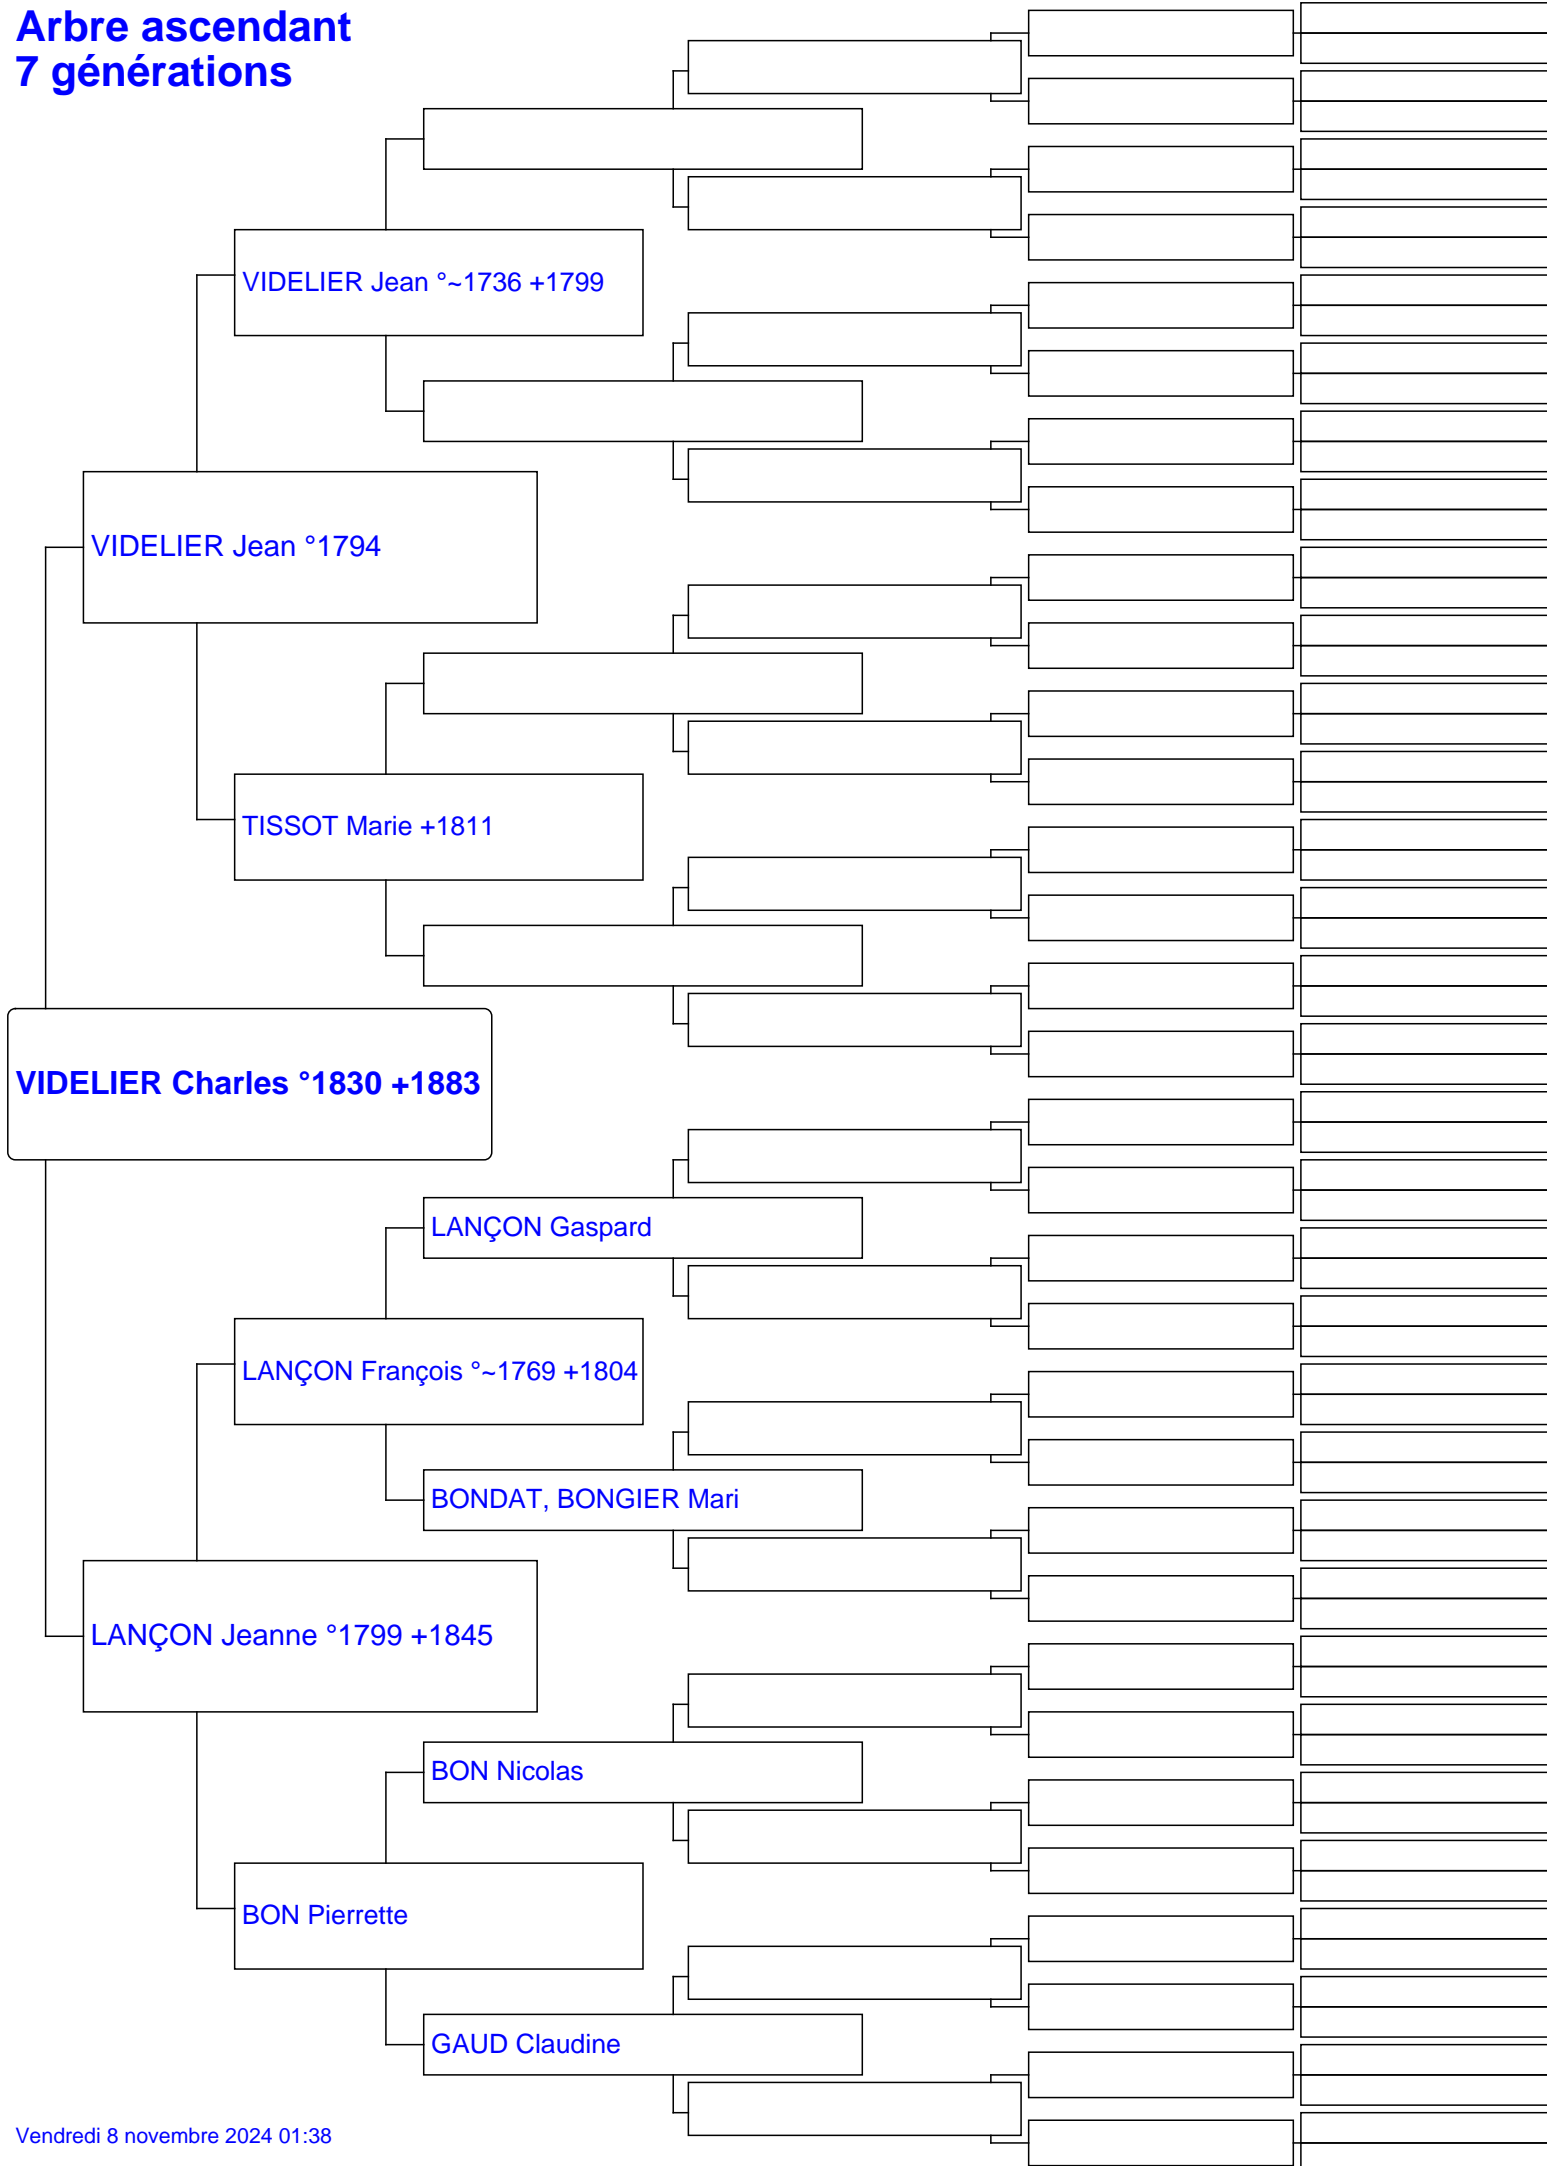 Arbre ascendant
7 générations
VIDELIER Jean °~1736 +1799
VIDELIER Jean °1794
TISSOT Marie +1811
VIDELIER Charles °1830 +1883
LANÇON Gaspard
LANÇON François °~1769 +1804
BONDAT, BONGIER Mari
LANÇON Jeanne °1799 +1845
BON Nicolas
BON Pierrette
GAUD Claudine
Vendredi 8 novembre 2024 01:38